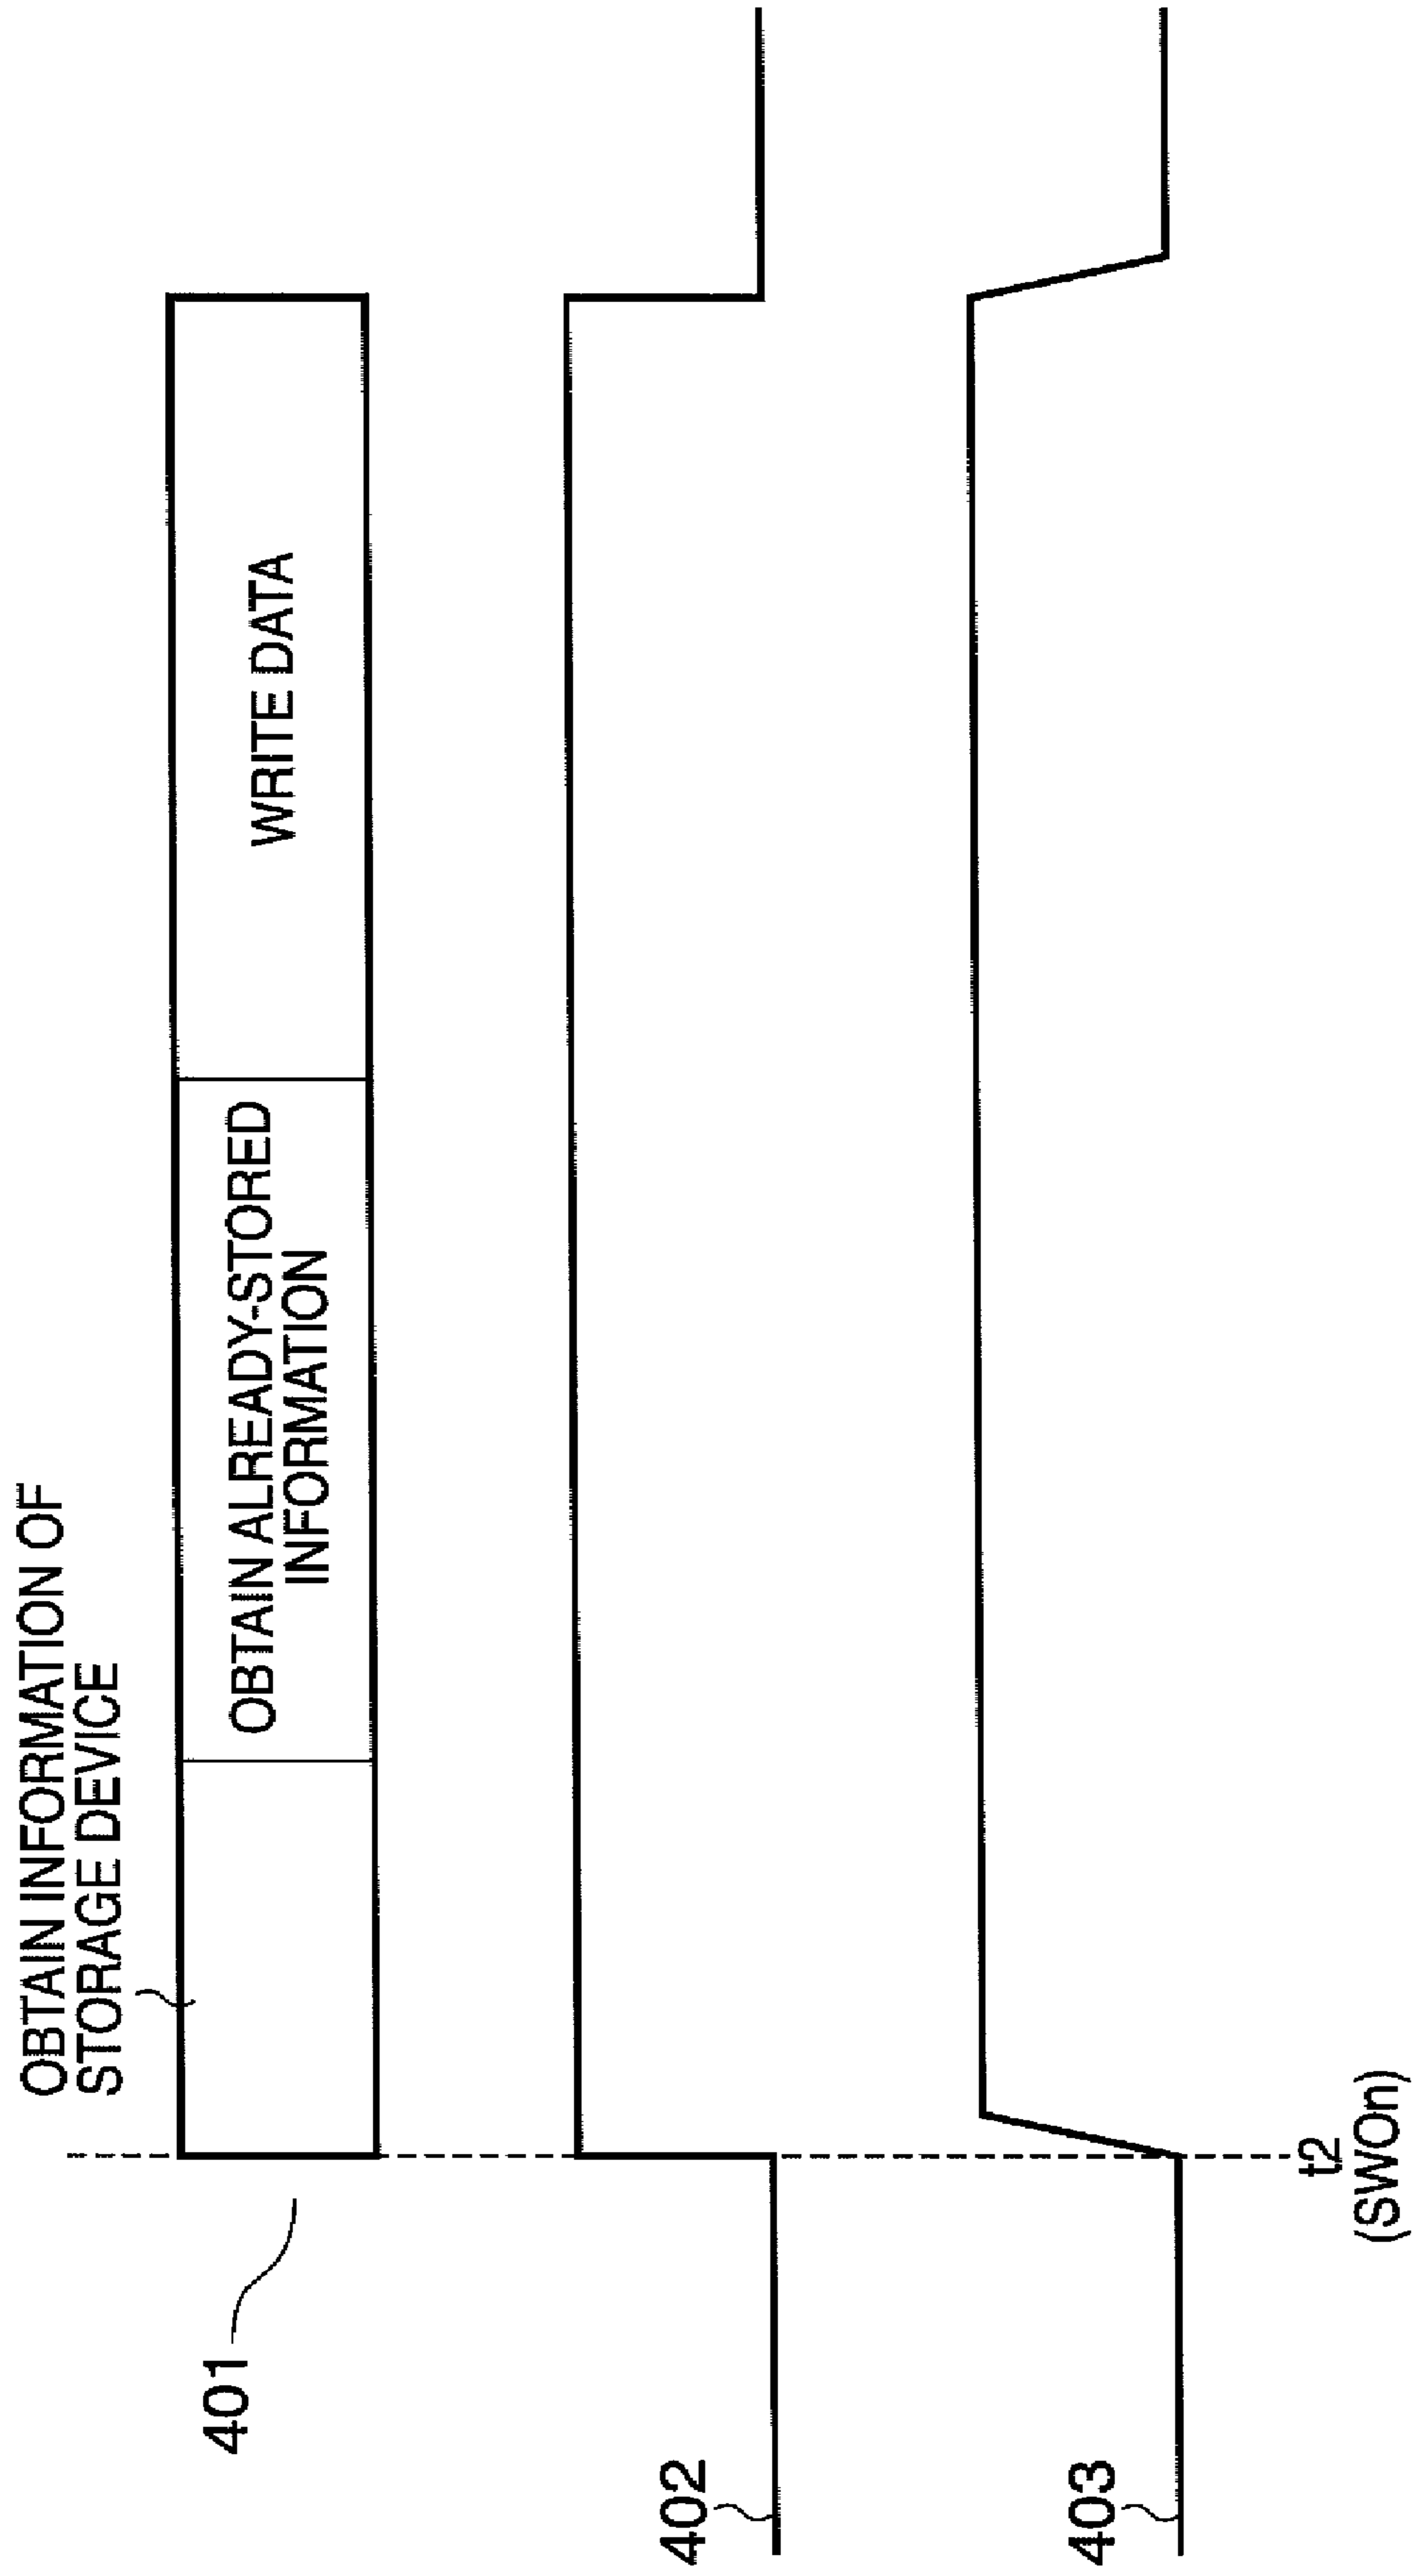 OBTAIN INFORMATION OF
STORAGE DEVICE
401
OBTAIN ALREADY-STORED
INFORMATION
WRITE DATA
402
403
t2
(SWOn)